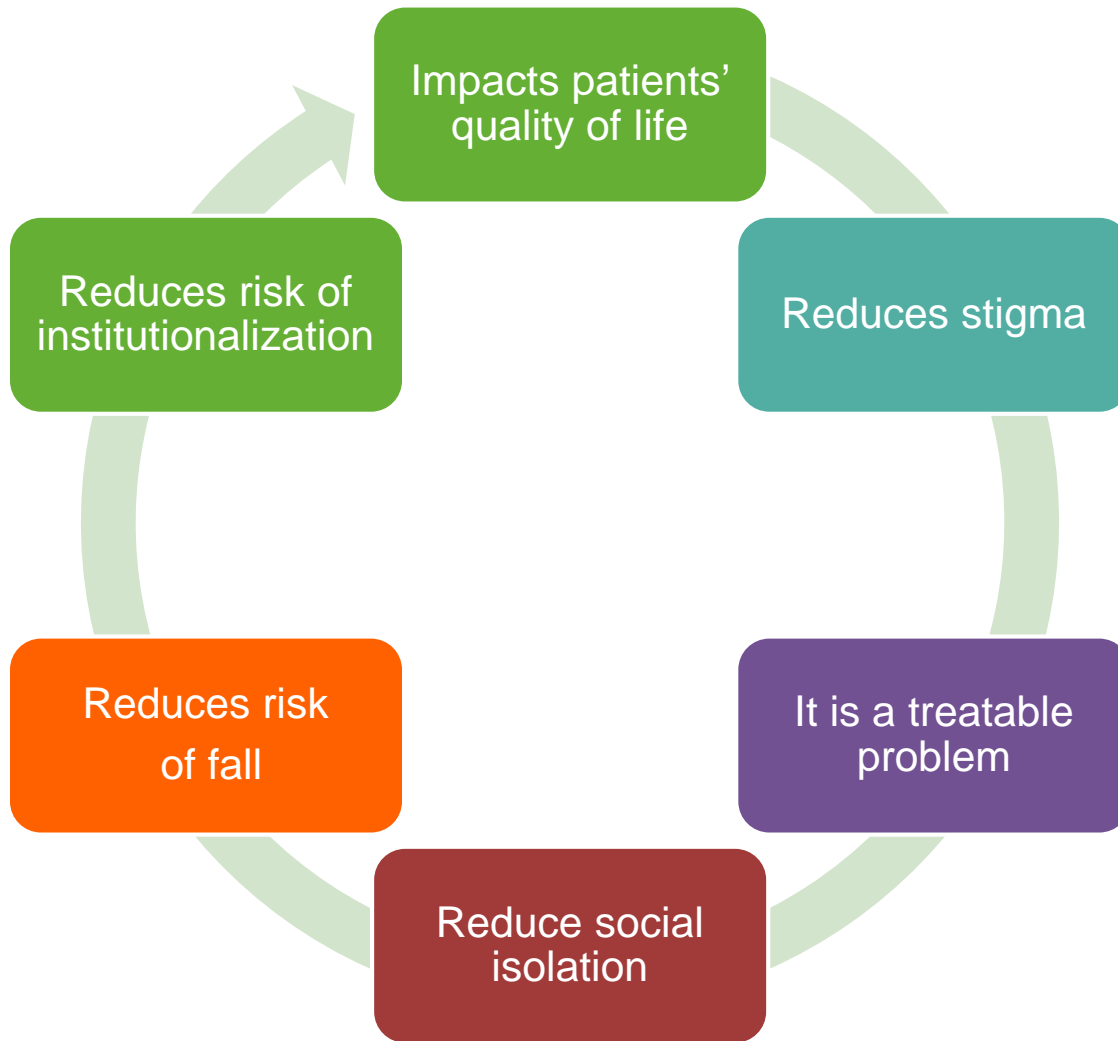 Impacts patients’
quality of life
Reduces stigma
It is a treatable
problem
Reduce social
isolation
Reduces risk
of fall
Reduces risk of
institutionalization